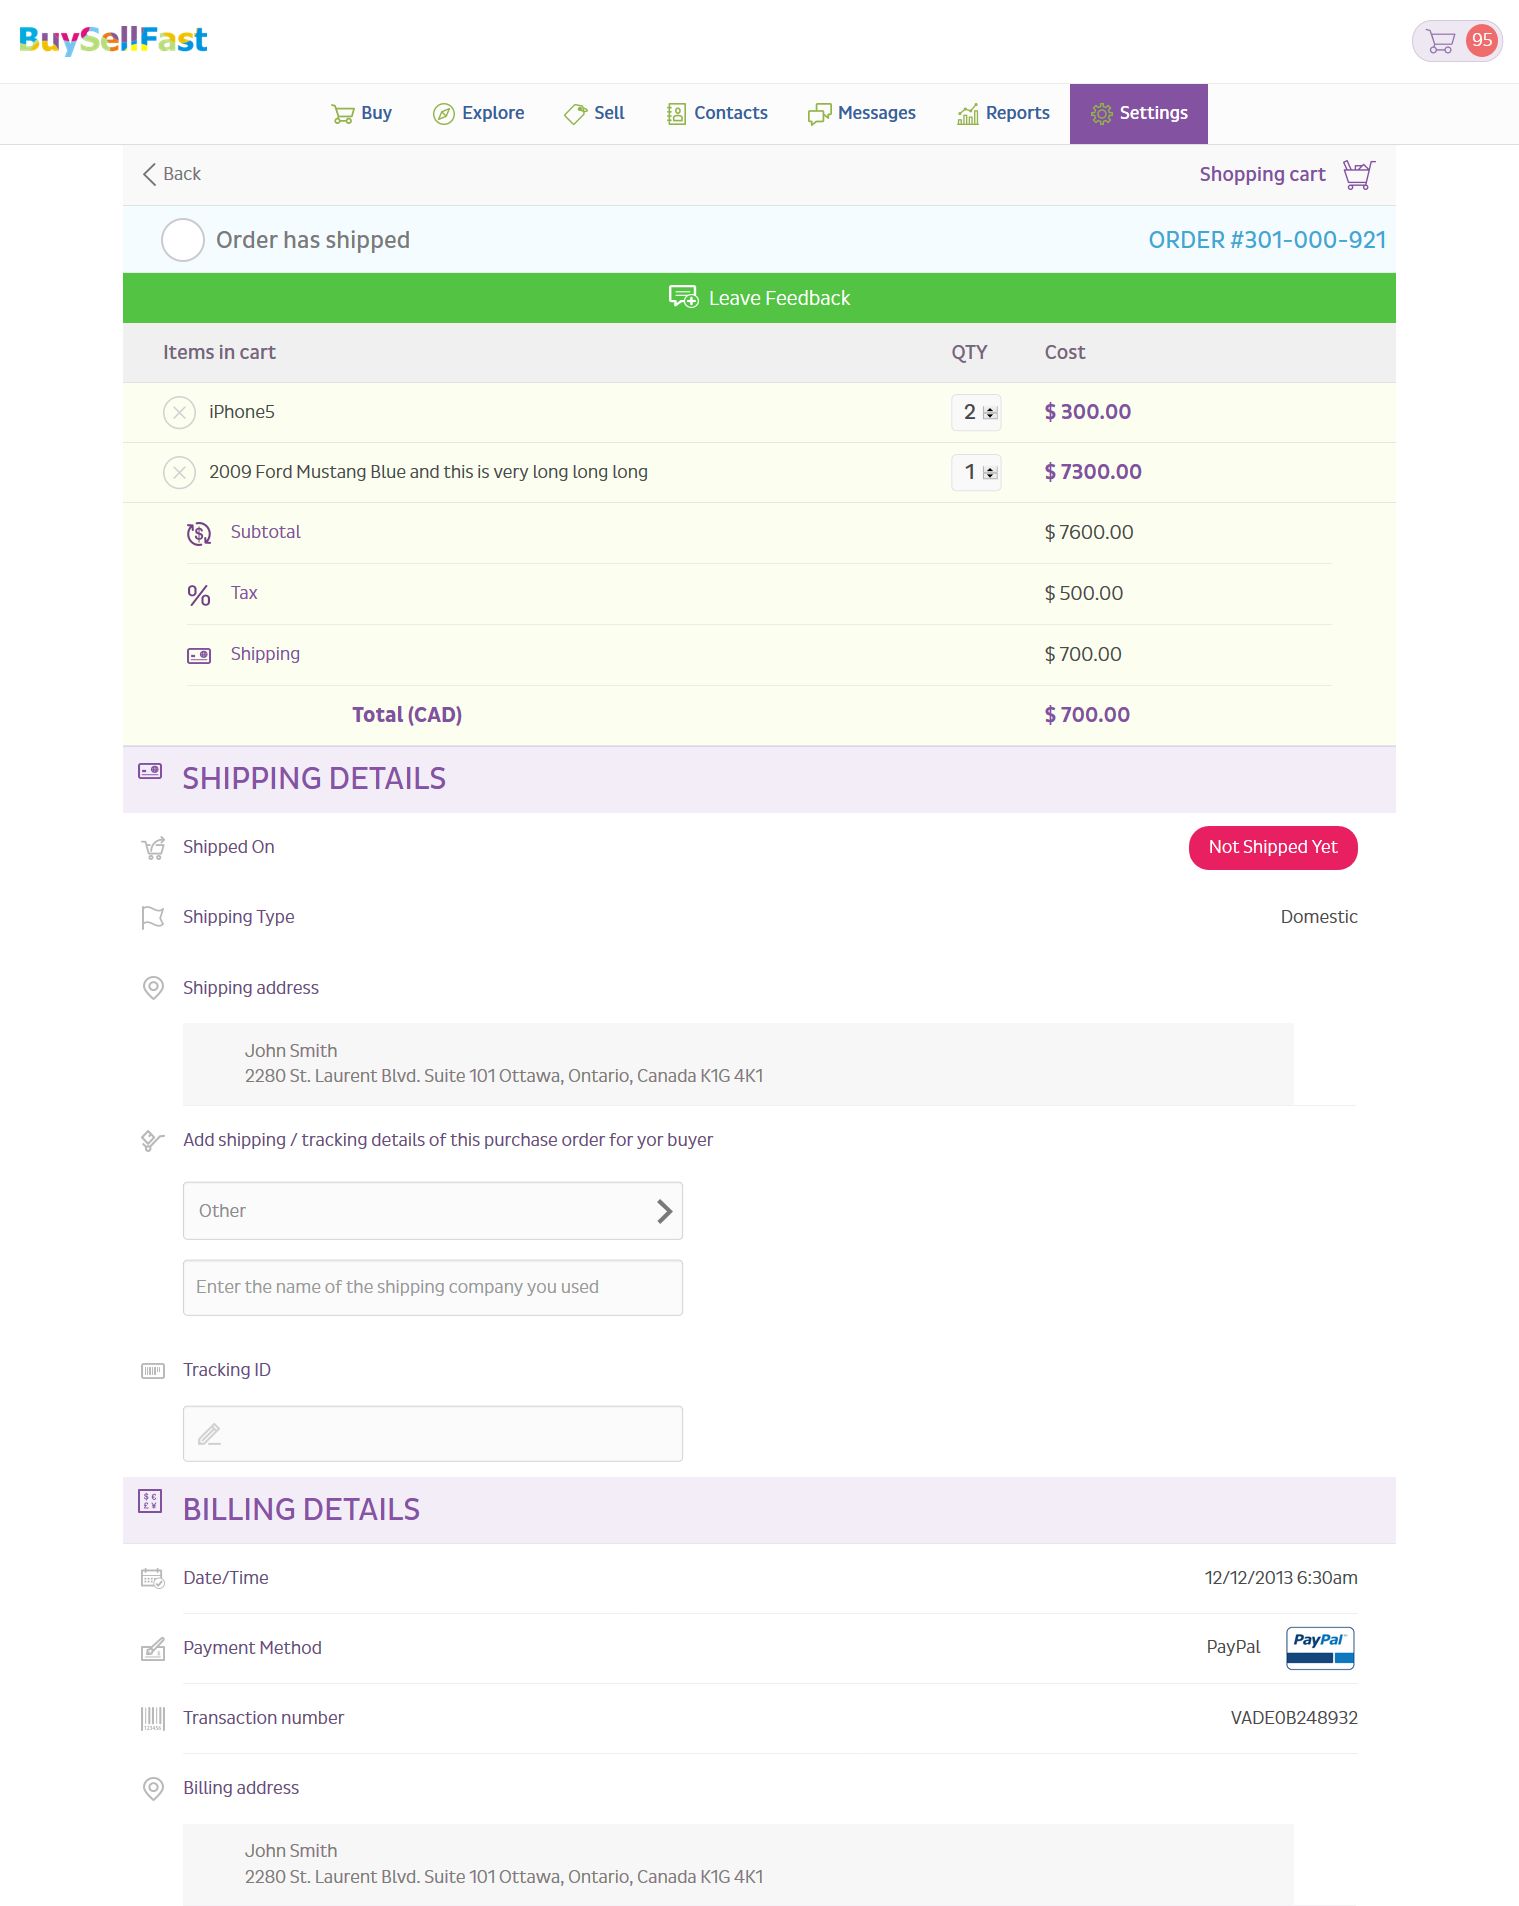 BuySellFast
95
Buy Explore Sell Contacts Messages Reports Settings
Back Shopping cart
Order has shipped ORDER #301-000-921
Leave Feedback
Items in cart QTY Cost
iPhone5 2 $ 300.00
2009 Ford Mustang Blue and this is very long long long 1 $ 7300.00
Subtotal $ 7600.00
Tax $ 500.00
Shipping $ 700.00
Total (CAD) $ 700.00
SHIPPING DETAILS
Shipped On Not Shipped Yet
Shipping Type Domestic
Shipping address
John Smith
2280 St. Laurent Blvd. Suite 101 Ottawa, Ontario, Canada K1G 4K1
Add shipping / tracking details of this purchase order for yor buyer
Other
Enter the name of the shipping company you used
Tracking ID
BILLING DETAILS
Date/Time 12/12/2013 6:30am
Payment Method PayPal PayPal
Transaction number VADE0B248932
Billing address
John Smith
2280 St. Laurent Blvd. Suite 101 Ottawa, Ontario, Canada K1G 4K1